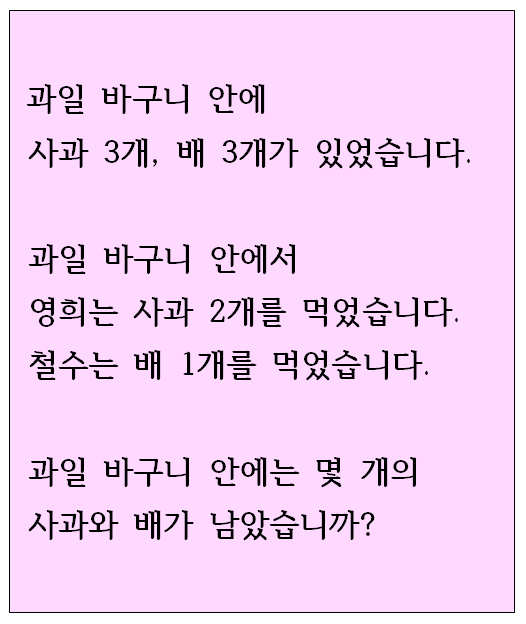 과일 바구니 안에
사과 3개, 배 3개가 있었습니다.
과일 바구니 안에서
영희는 사과 2개를 먹었습니다.
철수는 배 1개를 먹었습니다.
과일 바구니 안에는 몇 개의
사과와 배가 남았습니까?